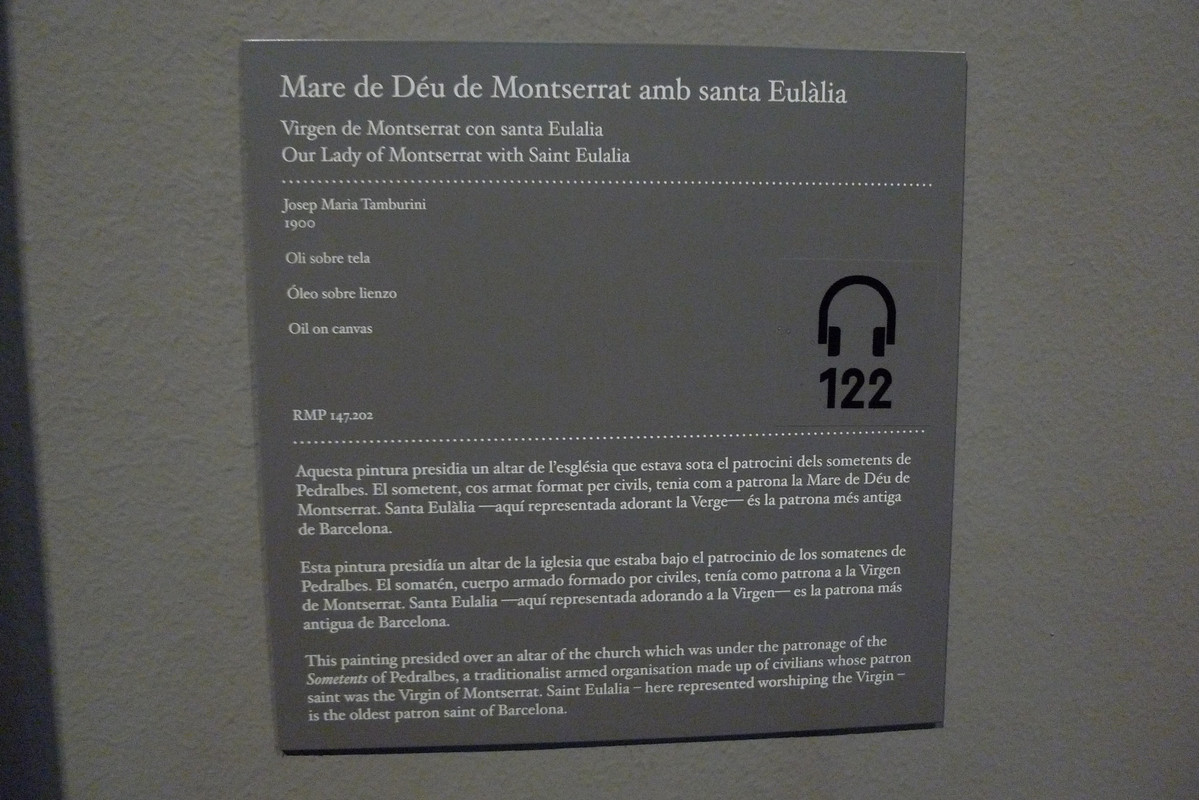 Mare de Déu de Montserrat amb santa Eulàlia
Virgen de Montserrat con santa Eulalia
Our Lady of Montserrat with Saint Eulalia
Josep Maria Tamburini
1900
Oli sobre tela
Óleo sobre lienzo
Oil on canvas
122
RMP 147.202
Aquesta pintura presidia un altar de l'església que estava sota el patrocini dels sometents de
Pedralbes. El sometent, cos armat format per civils, tenia com a patrona la Mare de Déu de
Montserrat. Santa Eulàlia —aquí representada adorant la Verge— és la patrona més antiga
de Barcelona.
Esta pintura presidía un altar de la iglesia que estaba bajo el patrocinio de los somatenes de
Pedralbes. El somatén, cuerpo armado formado por civiles, tenía como patrona a la Virgen
de Montserrat. Santa Eulalia —aquí representada adorando a la Virgen— es la patrona más
antigua de Barcelona.
This painting presided over an altar of the church which was under the patronage of the
Sometents of Pedralbes, a traditionalist armed organisation made up of civilians whose patron
saint was the Virgin of Montserrat. Saint Eulalia – here represented worshiping the Virgin –
is the oldest patron saint of Barcelona.